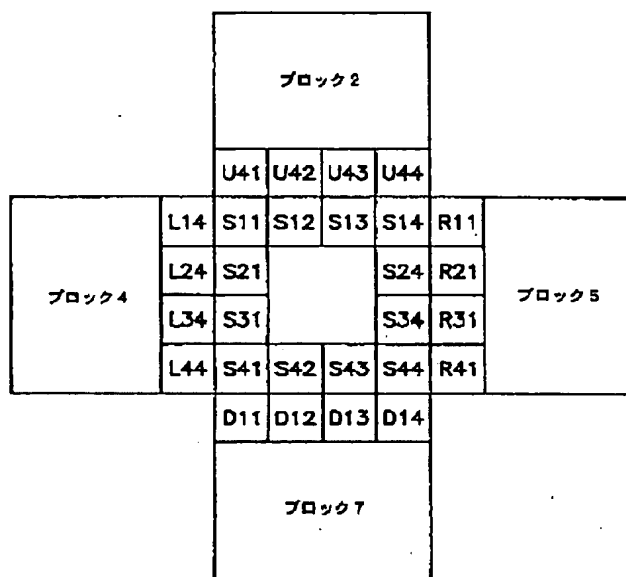 ブロック2
U41 U42 U43 U44
L14 S11 S12 S13 S14 R11
L24 S21 S24 R21
ブロック4 ブロック5
L34 S31 S34 R31
L44 S41 S42 S43 S44 R41
D11 D12 D13 D14
ブロック7